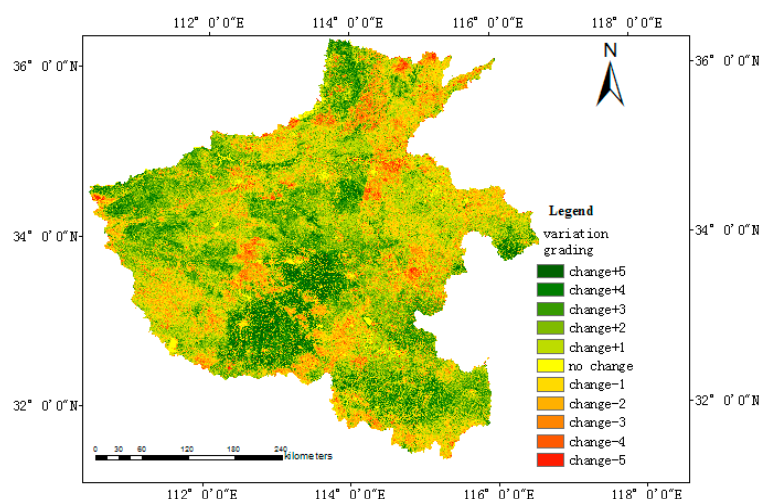 112° 0'0"E 114° 0'0"E 116° 0'0"E 118° 0'0"E
36° 0'0"N
36° 0'0"N
N
34° 0'0"N
34° 0'0"N
32° 0'0"N
32° 0'0"N
Legend
variation
grading
change+5
change+4
change+3
change+2
change+1
no change
change-1
change-2
change-3
change-4
change-5
0 30 60 120 180 240
kilometers
112° 0'0"E 114° 0'0"E 116° 0'0"E 118° 0'0"E